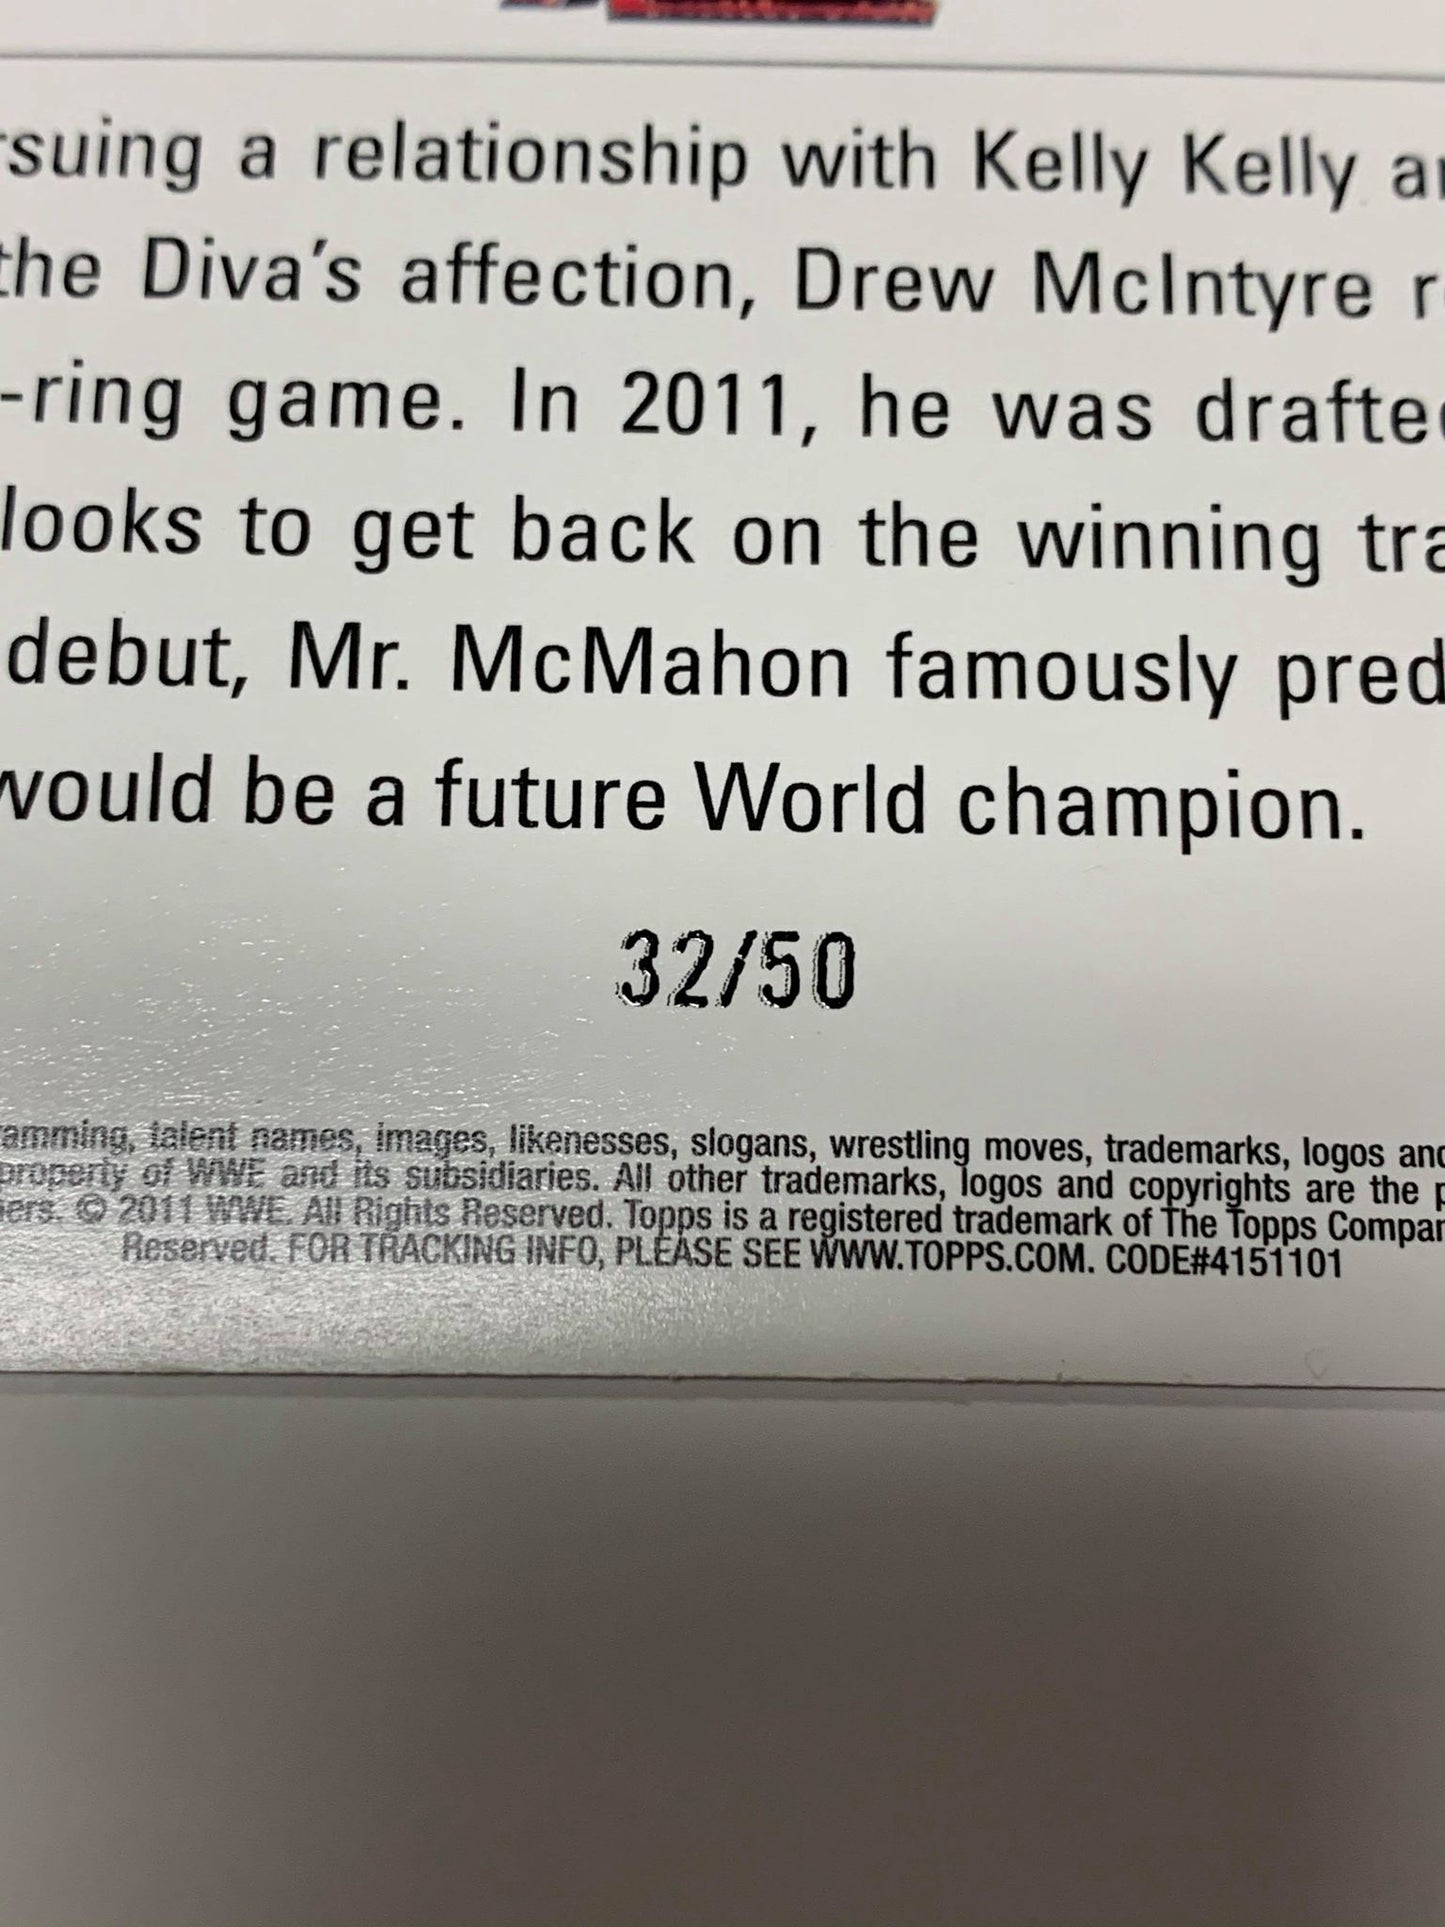 suing a relationship with Kelly Kelly
the Diva's affection, Drew McIntyre
-ring game. In 2011, he was drafted
looks to get back on the winning
debut, Mr. McMahon famously pred
would be a future World champion.
32/50
amming, talent names, images, likenesses, slogans, wrestling moves, trademarks, logos and
property of WWE and its subsidiaries. All other trademarks, logos and copyrights are the p
ers. © 2011 WWE. All Rights Reserved. Topps is a registered trademark of The Topps Compan
Reserved. FOR TRACKING INFO, PLEASE SEE WWW.TOPPS.COM. CODE#4151101